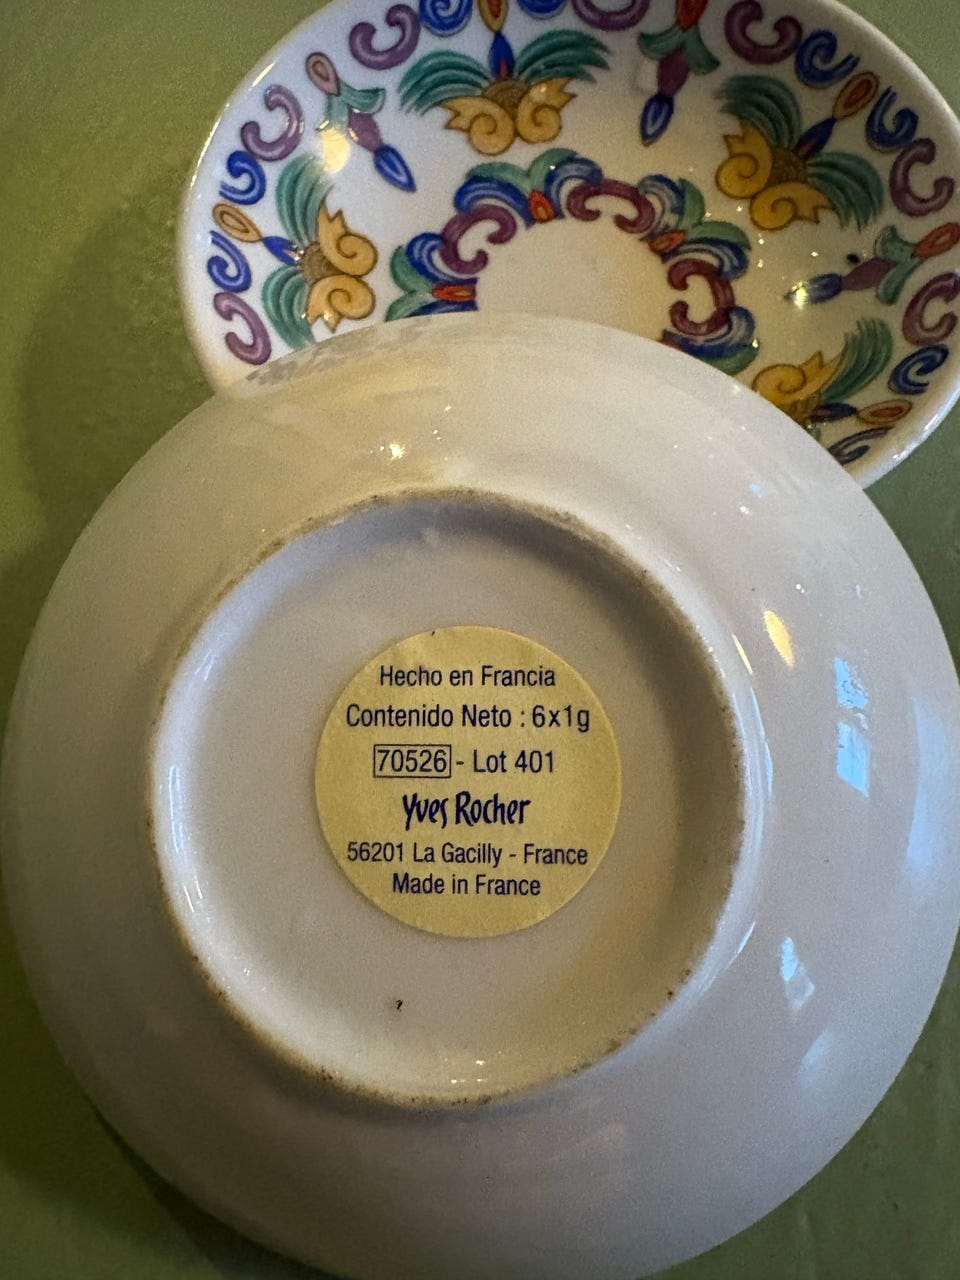 Hecho en Francia
Contenido Neto : 6x1g
70526 - Lot 401
Yves Rocher
56201 La Gacilly - France
Made in France